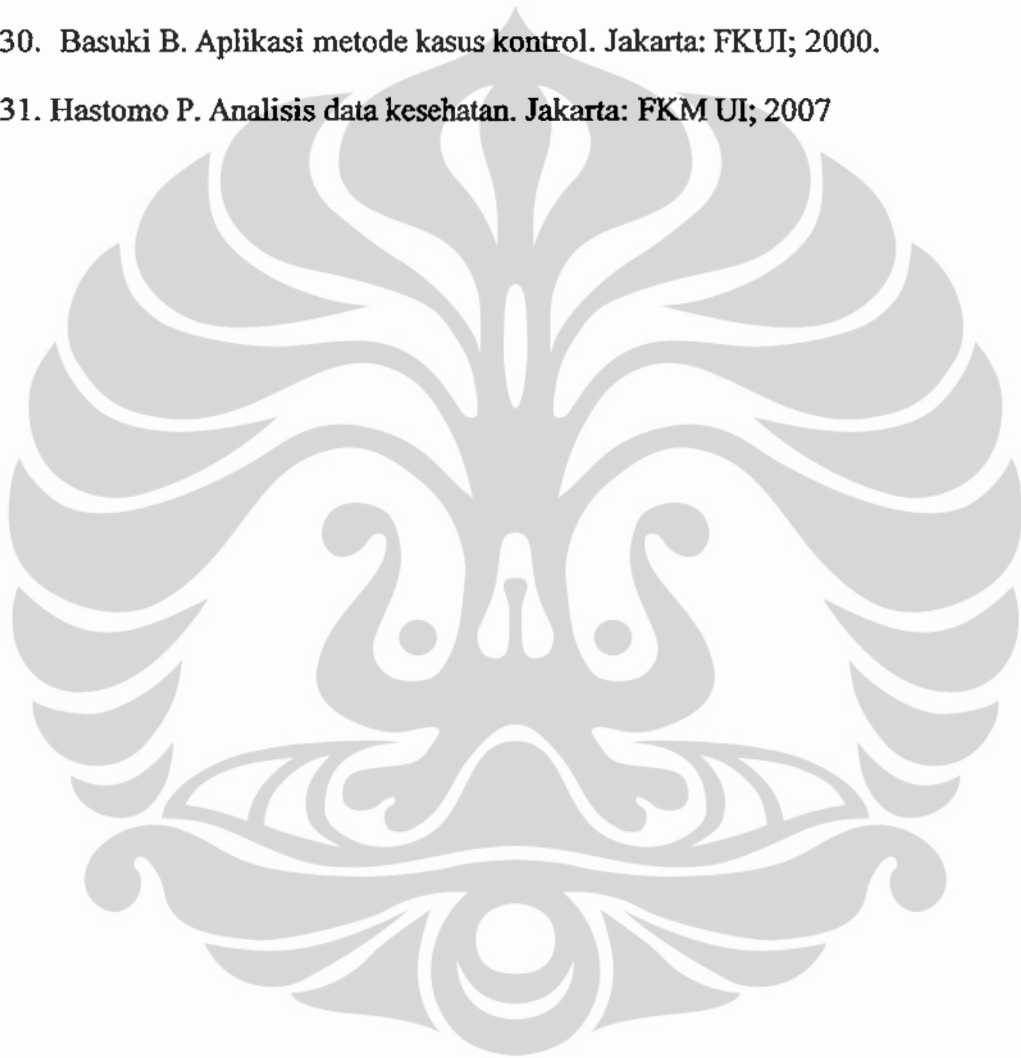 30. Basuki B. Aplikasi metode kasus kontrol. Jakarta: FKUI; 2000.
31. Hastomo P. Analisis data kesehatan. Jakarta: FKM UI; 2007